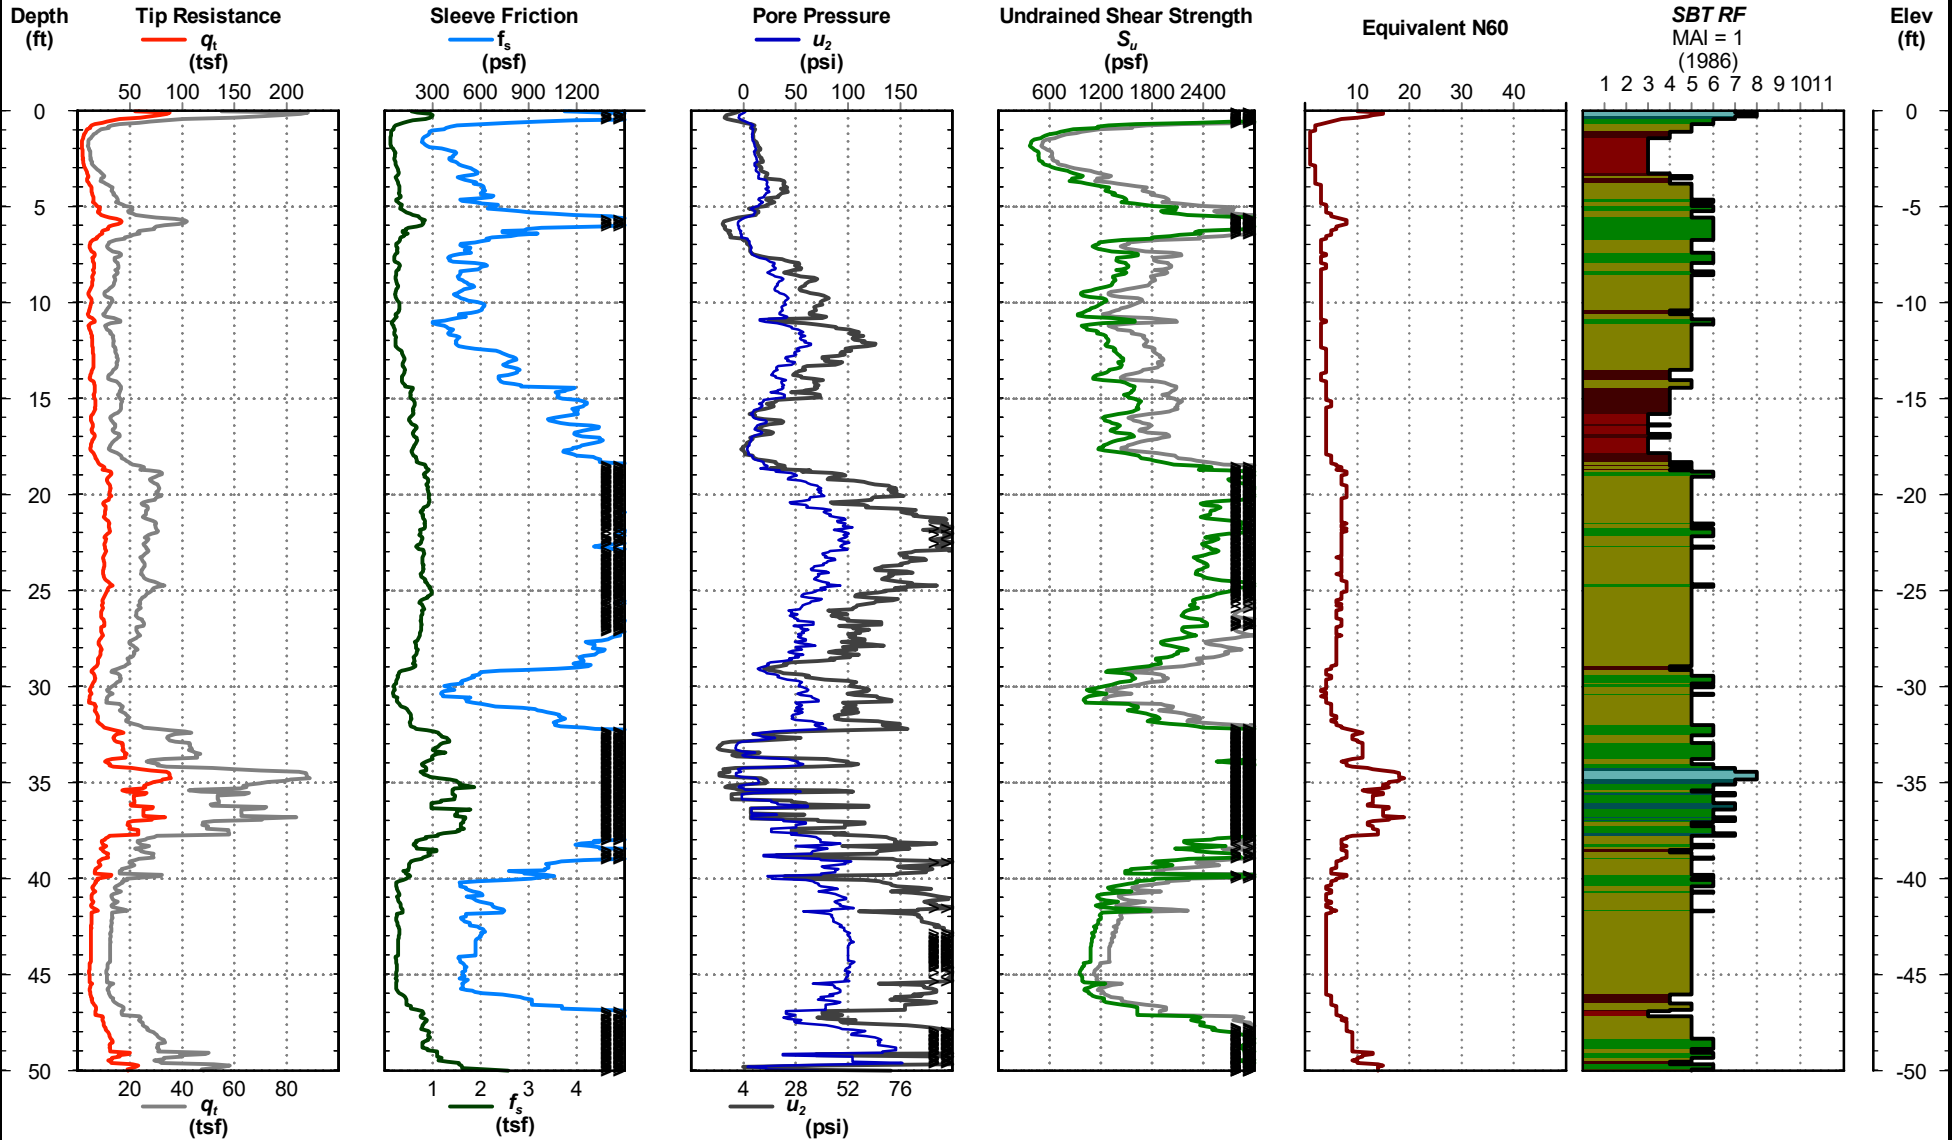 Depth
(ft)
Tip Resistance
qt
(tsf)
Sleeve Friction
fs
(psf)
Pore Pressure
u2
(psi)
Undrained Shear Strength
Su
(psf)
Equivalent N60
SBT RF
MAI = 1
(1986)
Elev
(ft)
50 100 150 200
300 600 900 1200
0 50 100 150
600 1200 1800 2400
10 20 30 40
1 2 3 4 5 6 7 8 9 10 11
0 0
5 -5
10 -10
15 -15
20 -20
25 -25
30 -30
35 -35
40 -40
45 -45
50 -50
20 40 60 80
1 2 3 4
4 28 52 76
qt
(tsf)
fs
(tsf)
u2
(psi)